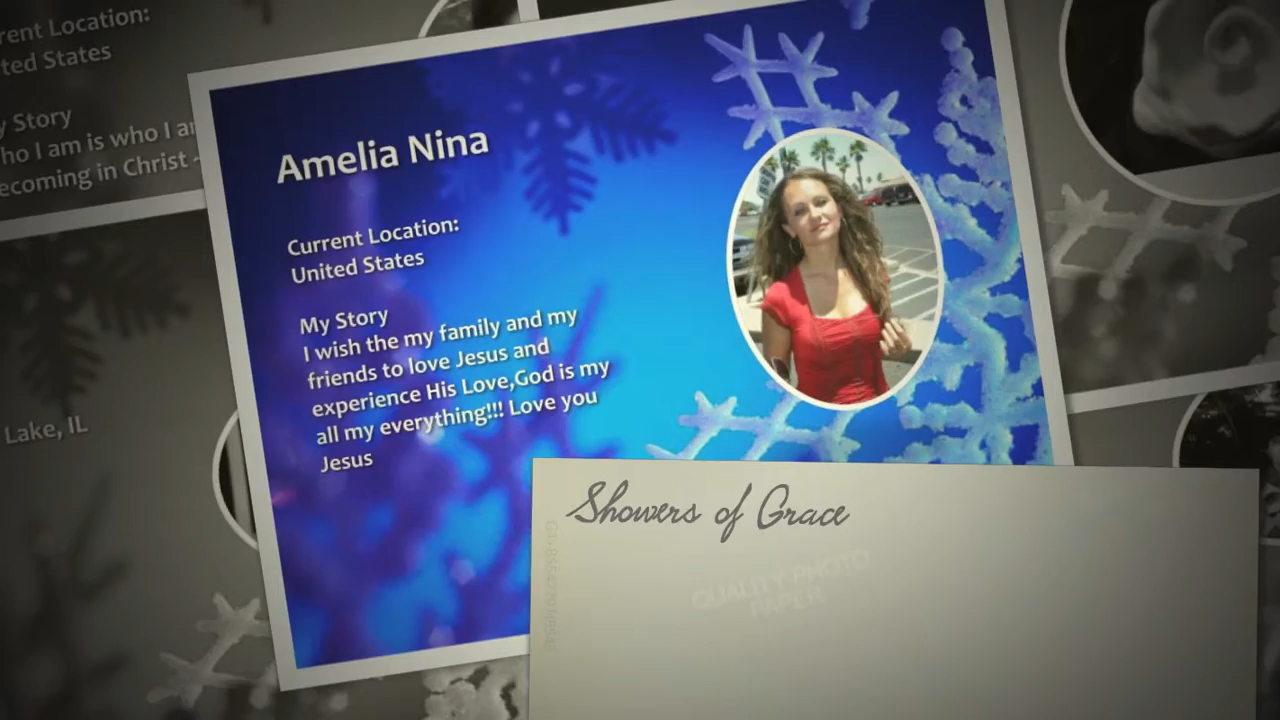 rent Location:
ted States
y Story
ho I am is who I ar
ecoming in Christ ~
Lake, IL
Amelia Nina
Current Location:
United States
My Story
I wish the my family and my
friends to love Jesus and
experience His Love,God is my
all my everything!!! Love you
Jesus
Showers of Grace
QUALITY PHOTO
PAPER